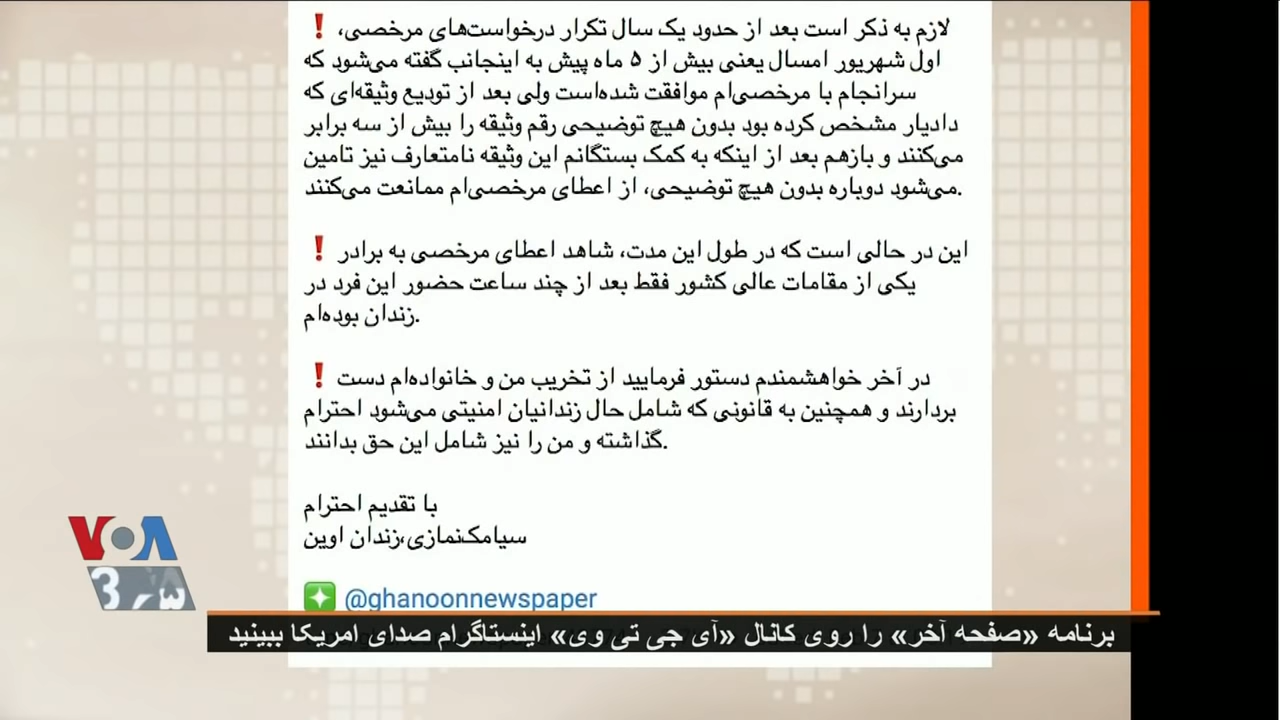 لازم به ذکر است بعد از حدود یک سال تکرار درخواست‌های مرخصی، ❗
اول شهریور امسال یعنی بیش از ۵ ماه پیش به اینجانب گفته می‌شود که
سرانجام با مرخصی‌ام موافقت شده‌است ولی بعد از تودیع وثیقه‌ای که
دادیار مشخص کرده بود بدون هیچ توضیحی رقم وثیقه را بیش از سه برابر
می‌کنند و بازهم بعد از اینکه به کمک بستگانم این وثیقه نامتعارف نیز تامین
می‌شود دوباره بدون هیچ توضیحی، از اعطای مرخصی‌ام ممانعت می‌کنند.
این در حالی است که در طول این مدت، شاهد اعطای مرخصی به برادر ❗
یکی از مقامات عالی کشور فقط بعد از چند ساعت حضور این فرد در
زندان بوده‌ام.
در آخر خواهشمندم دستور فرمایید از تخریب من و خانواده‌ام دست ❗
بردارند و همچنین به قانونی که شامل حال زندانیان امنیتی می‌شود احترام
گذاشته و من را نیز شامل این حق بدانند.
با تقدیم احترام
سیامک‌نمازی،زندان اوین
@ghanoonnewspaper
VOA
برنامه «صفحه آخر» را روی کانال «آی جی تی وی» اینستاگرام صدای امریکا ببینید